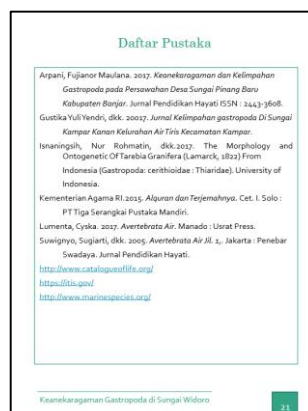 Daftar Pustaka
Arpani, Fujianor Maulana. 2017. Keanekaragaman dan Kelimpahan
Gastropoda pada Persawahan Desa Sungai Pinang Baru
Kabupaten Banjar. Jurnal Pendidikan Hayati ISSN : 2443-3608.
Gustika Yuli Yendri, dkk. 20017. Jurnal Kelimpahan gastropoda Di Sungai
Kampar Kanan Kelurahan Air Tiris Kecamatan Kampar.
Isnaningsih, Nur Rohmatin, dkk.2017. The Morphology and
Ontogenetic Of Tarebia Granifera (Lamarck, 1822) From
Indonesia (Gastropoda: cerithioidae : Thiaridae). University of
Indonesia.
Kementerian Agama RI.2015. Alquran dan Terjemahnya. Cet. I. Solo :
PT Tiga Serangkai Pustaka Mandiri.
Lumenta, Cyska. 2017. Avertebrata Air. Manado : Usrat Press.
Suwignyo, Sugiarti, dkk. 2005. Avertebrata Air Jil. 1,. Jakarta : Penebar
Swadaya. Jurnal Pendidikan Hayati.
http://www.catalogueoflife.org/
https://itis.gov/
http://www.marinespecies.org/
Keanekaragaman Gastropoda di Sungai Widoro
21